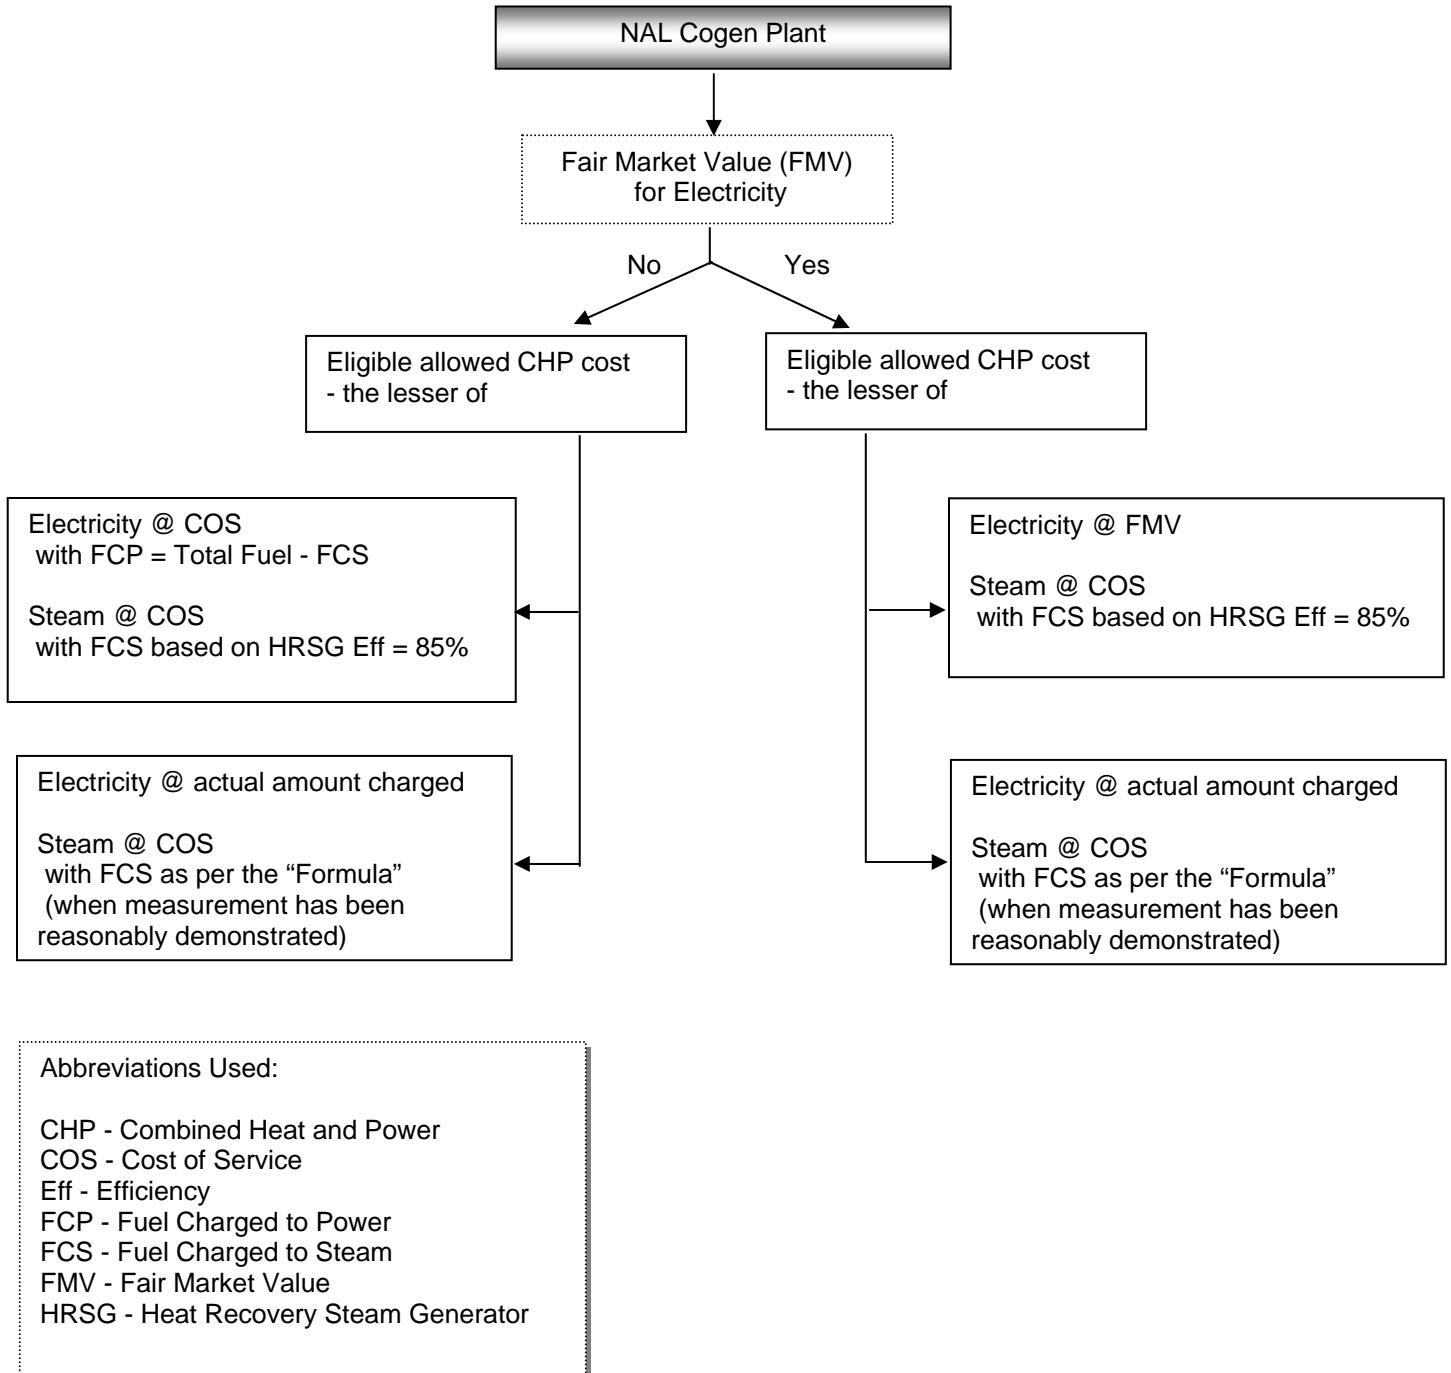 NAL Cogen Plant
Fair Market Value (FMV)
for Electricity
No
Yes
Eligible allowed CHP cost
- the lesser of
Eligible allowed CHP cost
- the lesser of
Electricity @ COS
with FCP = Total Fuel - FCS
Steam @ COS
with FCS based on HRSG Eff = 85%
Electricity @ FMV
Steam @ COS
with FCS based on HRSG Eff = 85%
Electricity @ actual amount charged
Steam @ COS
with FCS as per the “Formula”
(when measurement has been
reasonably demonstrated)
Electricity @ actual amount charged
Steam @ COS
with FCS as per the “Formula”
(when measurement has been
reasonably demonstrated)
Abbreviations Used:
CHP - Combined Heat and Power
COS - Cost of Service
Eff - Efficiency
FCP - Fuel Charged to Power
FCS - Fuel Charged to Steam
FMV - Fair Market Value
HRSG - Heat Recovery Steam Generator